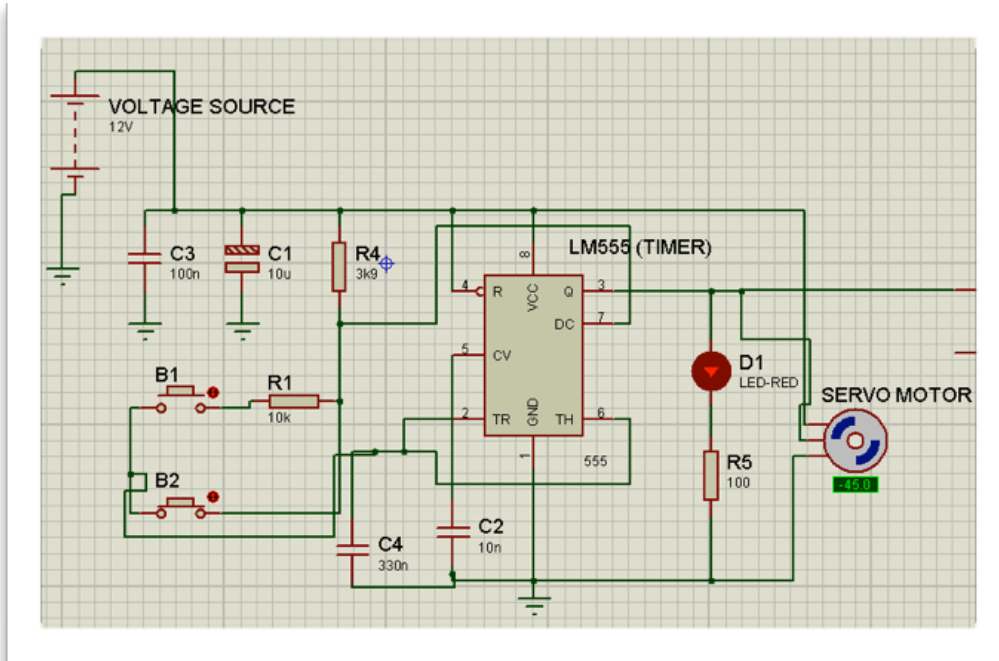 VOLTAGE SOURCE
12V
C3
100n
C1
10u
R4
3k9
LM555 (TIMER)
8
VCC
4
R
Q
3
DC
7
5
CV
2
TR
GND
TH
6
1
555
B1
R1
10k
B2
C4
330n
C2
10n
D1
LED-RED
R5
100
SERVO MOTOR
-45.0